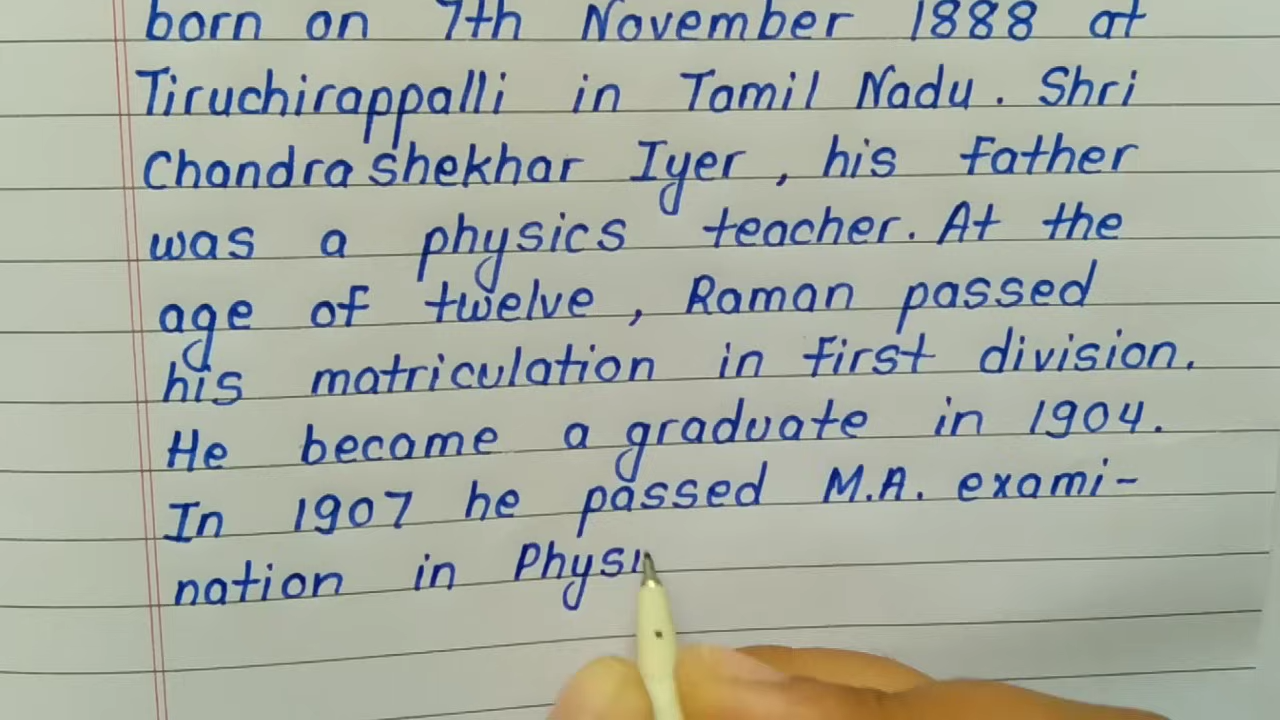 born on 7th November 1888 at
Tiruchirappalli in Tamil Nadu. Shri
Chandrashekhar Iyer, his father
was a physics teacher. At the
age of twelve, Raman passed
his matriculation in first division.
He became a graduate in 1904.
In 1907 he passed M.A. exami-
nation in Physi